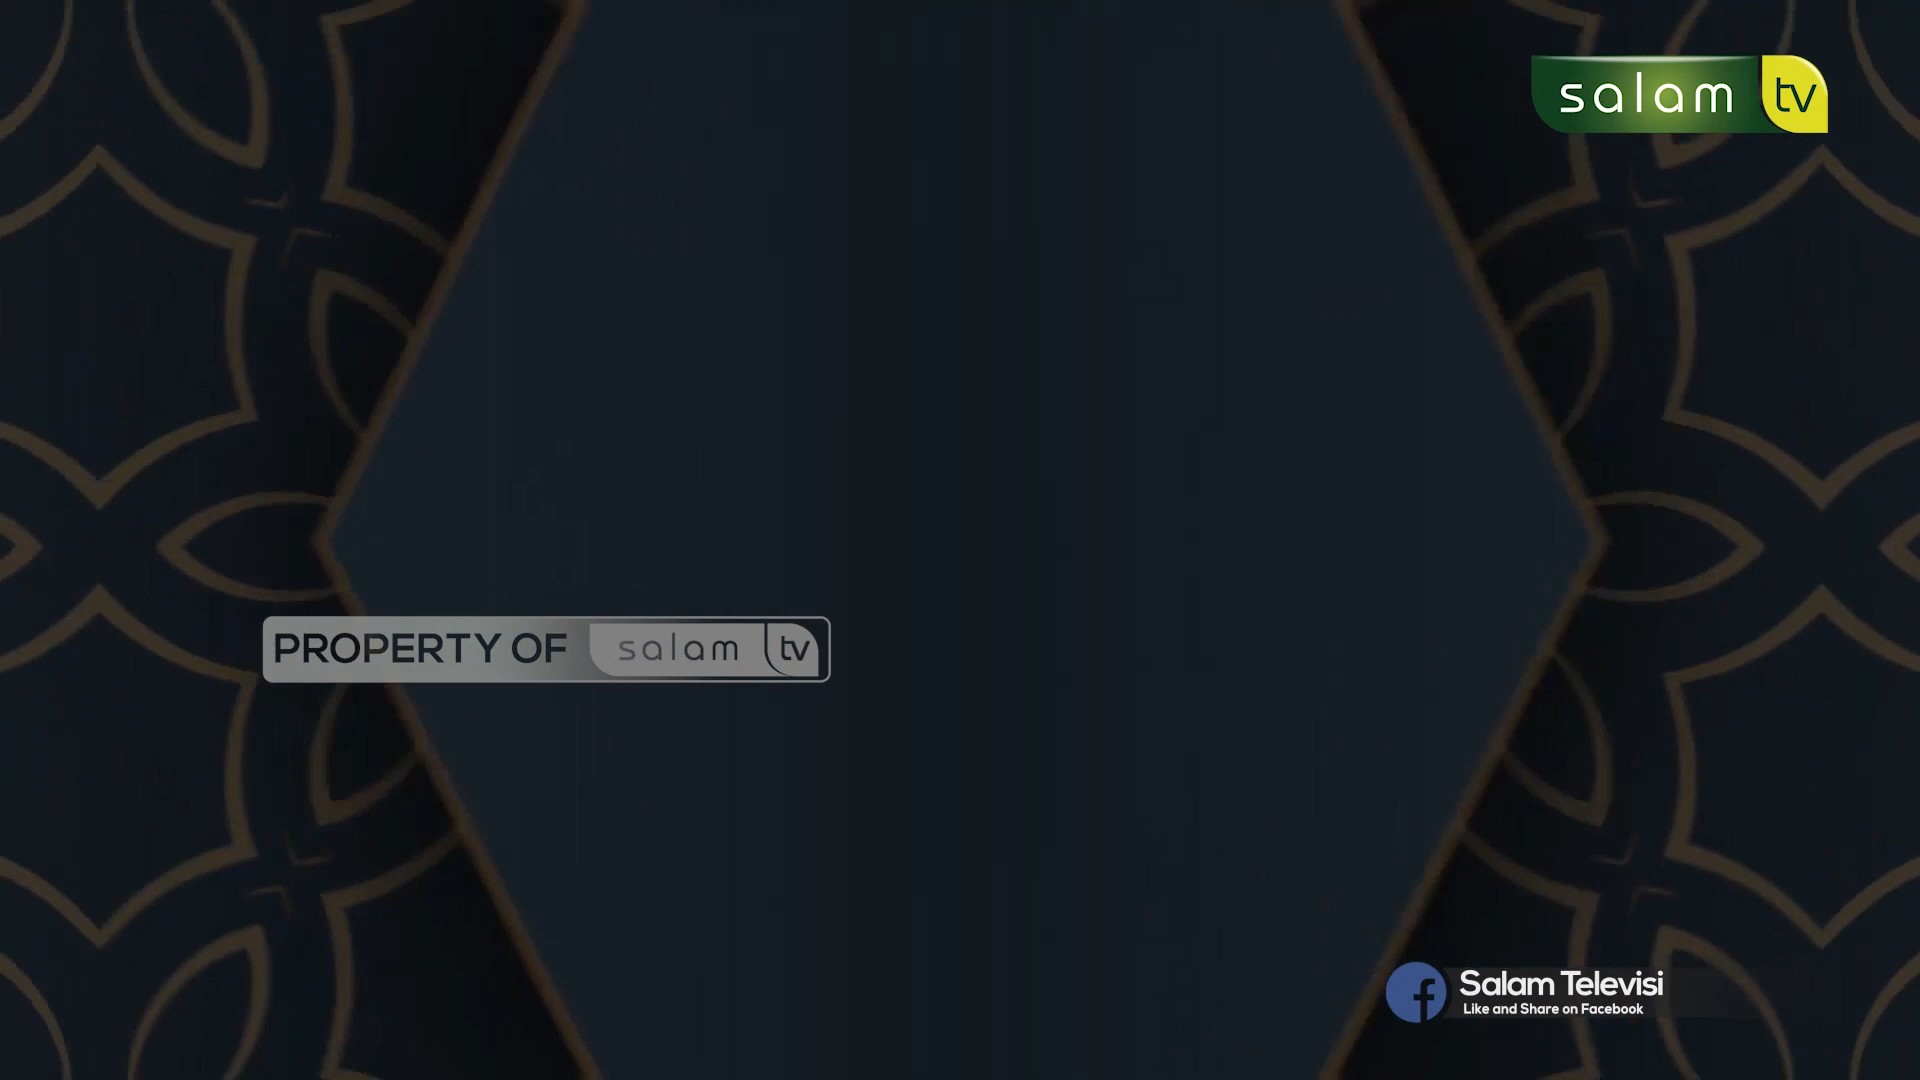 salam tv
PROPERTY OF salam tv
Salam Televisi
Like and Share on Facebook